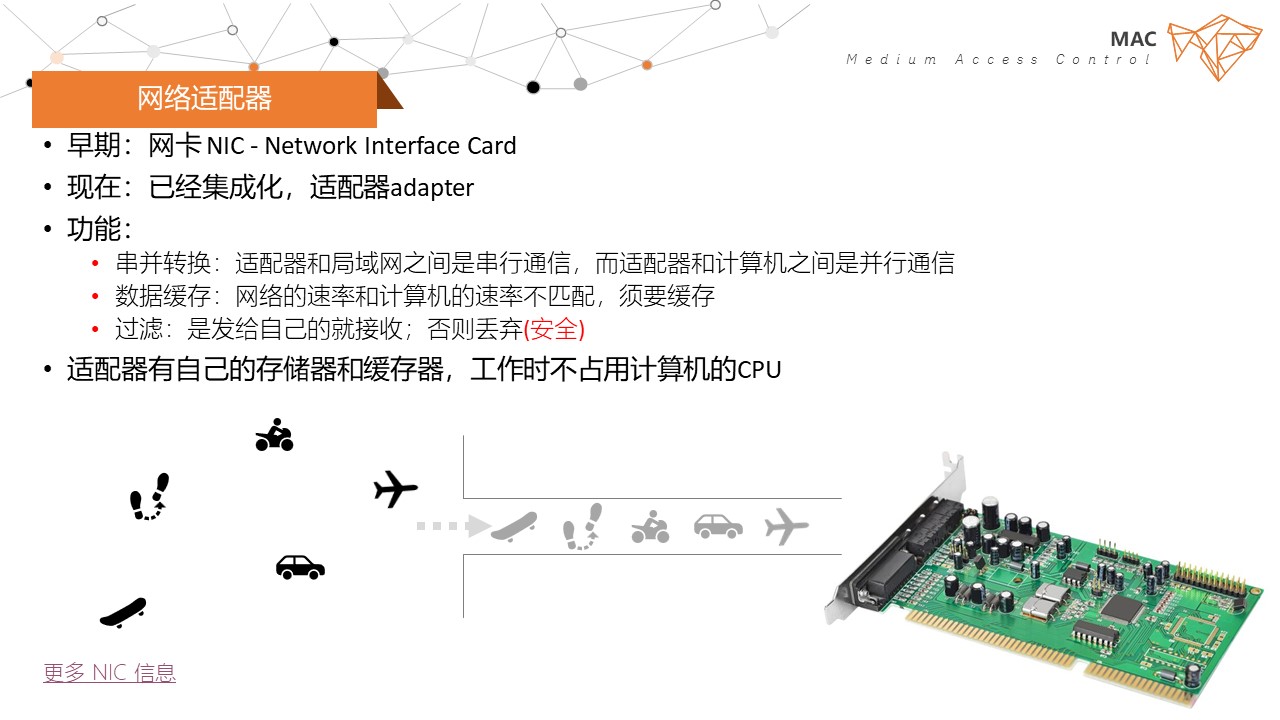 MAC
Medium Access Control
网络适配器
• 早期：网卡 NIC - Network Interface Card
• 现在：已经集成化，适配器adapter
• 功能：
• 串并转换：适配器和局域网之间是串行通信，而适配器和计算机之间是并行通信
• 数据缓存：网络的速率和计算机的速率不匹配，须要缓存
• 过滤：是发给自己的就接收；否则丢弃(安全)
• 适配器有自己的存储器和缓存器，工作时不占用计算机的CPU
更多 NIC 信息